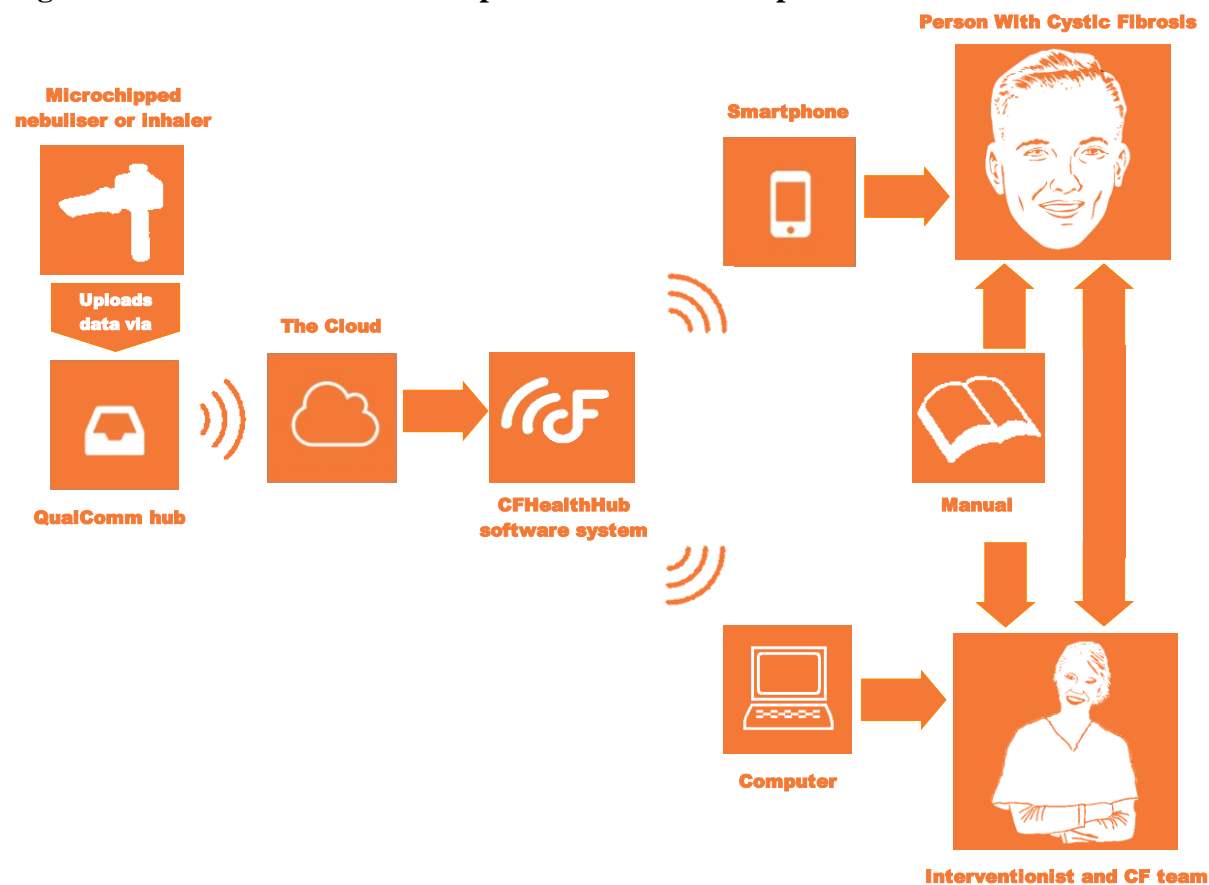 Person With Cystic Fibrosis
Microchipped
nebuliser or inhaler
Smartphone
Uploads
data via
The Cloud
cF
QualComm hub
CFHealthHub
software system
Manual
Computer
Interventionist and CF team